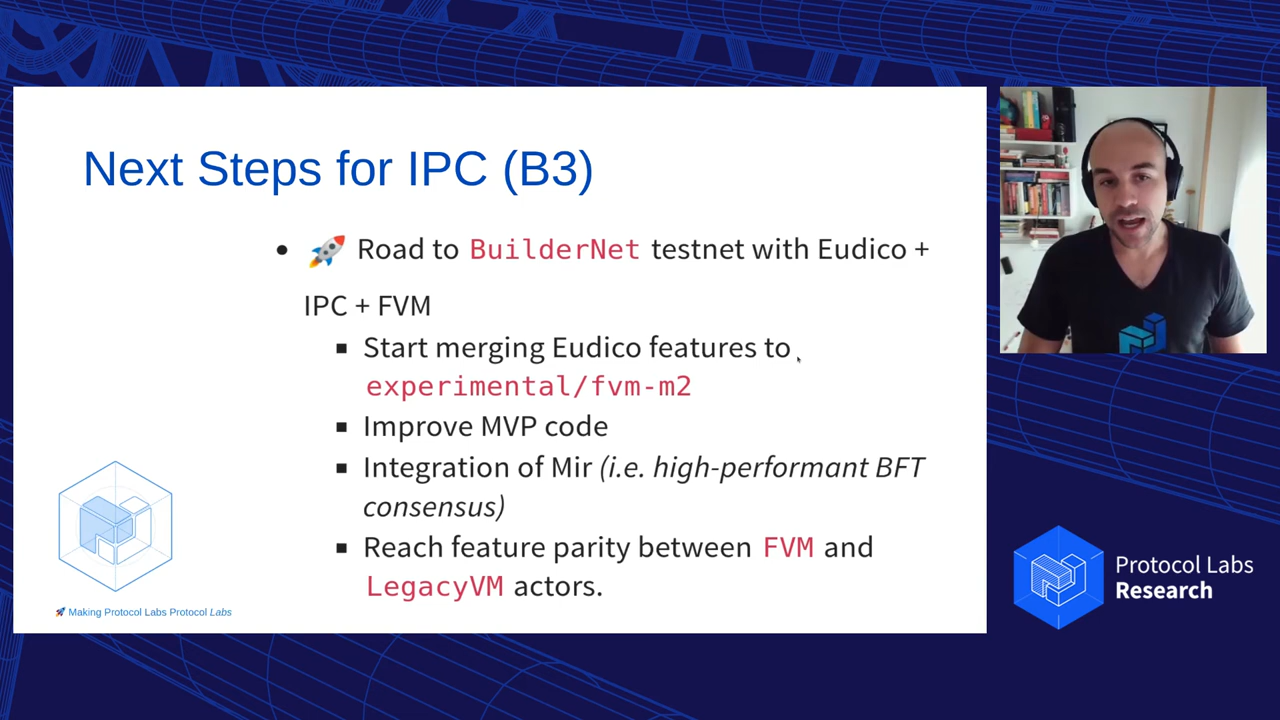 Next Steps for IPC (B3)
• 🚀 Road to BuilderNet testnet with Eudico +
IPC + FVM
▪ Start merging Eudico features to
experimental/fvm-m2
▪ Improve MVP code
▪ Integration of Mir (i.e. high-performant BFT
consensus)
▪ Reach feature parity between FVM and
LegacyVM actors.
🚀 Making Protocol Labs Protocol Labs
Protocol Labs
Research